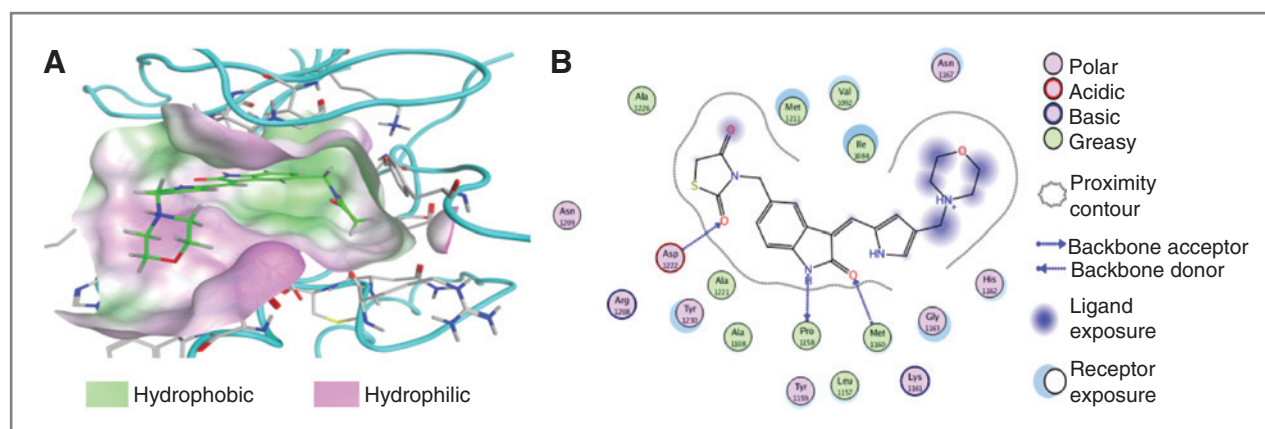 A
B
Hydrophobic
Hydrophilic
Asn
1167
Ala
1226
Met
1211
Val
1092
Ile
1084
O
N
S
O
O
HN
+
Asn
1209
Asp
1222
O
N
H
O
HN
His
1162
Arg
1208
Tyr
1230
Ala
1221
Ala
1108
Pro
1158
Met
1160
Gly
1163
Tyr
1159
Leu
1157
Lys
1161
Polar
Acidic
Basic
Greasy
Proximity
contour
Backbone acceptor
Backbone donor
Ligand
exposure
Receptor
exposure